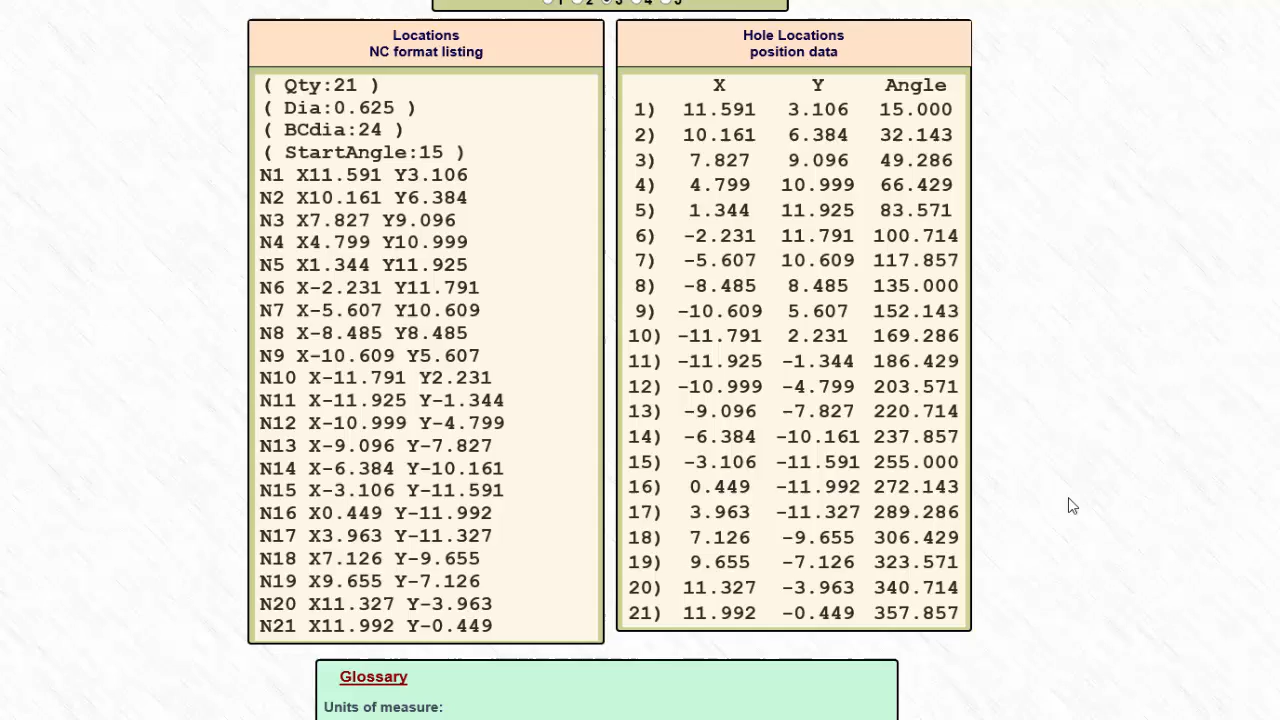 1 2 3 4 5
Locations
NC format listing
( Qty:21 )
( Dia:0.625 )
( BCdia:24 )
( StartAngle:15 )
N1 X11.591 Y3.106
N2 X10.161 Y6.384
N3 X7.827 Y9.096
N4 X4.799 Y10.999
N5 X1.344 Y11.925
N6 X-2.231 Y11.791
N7 X-5.607 Y10.609
N8 X-8.485 Y8.485
N9 X-10.609 Y5.607
N10 X-11.791 Y2.231
N11 X-11.925 Y-1.344
N12 X-10.999 Y-4.799
N13 X-9.096 Y-7.827
N14 X-6.384 Y-10.161
N15 X-3.106 Y-11.591
N16 X0.449 Y-11.992
N17 X3.963 Y-11.327
N18 X7.126 Y-9.655
N19 X9.655 Y-7.126
N20 X11.327 Y-3.963
N21 X11.992 Y-0.449
Hole Locations
position data
X Y Angle
1) 11.591 3.106 15.000
2) 10.161 6.384 32.143
3) 7.827 9.096 49.286
4) 4.799 10.999 66.429
5) 1.344 11.925 83.571
6) -2.231 11.791 100.714
7) -5.607 10.609 117.857
8) -8.485 8.485 135.000
9) -10.609 5.607 152.143
10) -11.791 2.231 169.286
11) -11.925 -1.344 186.429
12) -10.999 -4.799 203.571
13) -9.096 -7.827 220.714
14) -6.384 -10.161 237.857
15) -3.106 -11.591 255.000
16) 0.449 -11.992 272.143
17) 3.963 -11.327 289.286
18) 7.126 -9.655 306.429
19) 9.655 -7.126 323.571
20) 11.327 -3.963 340.714
21) 11.992 -0.449 357.857
Glossary
Units of measure: